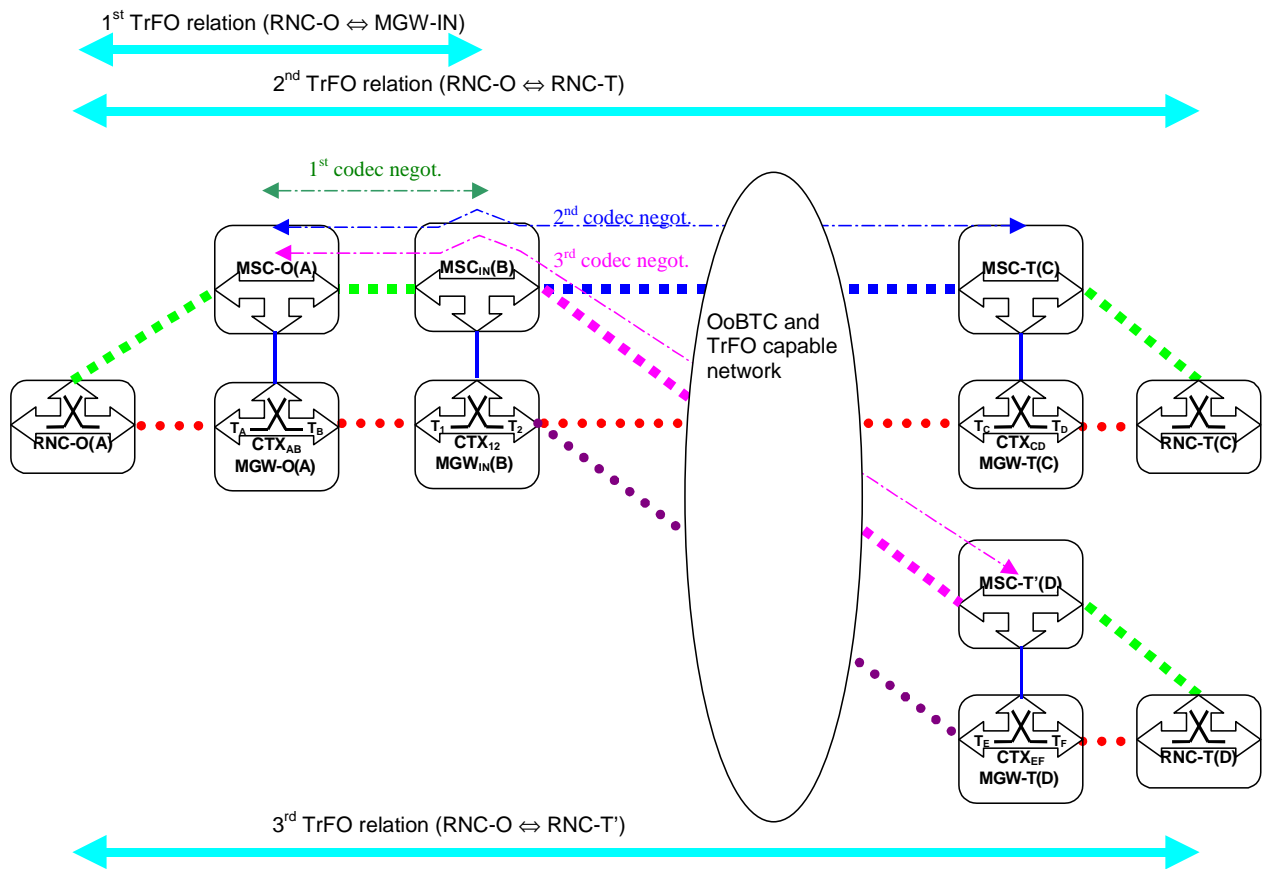 1st TrFO relation (RNC-O ⇔ MGW-IN)
2nd TrFO relation (RNC-O ⇔ RNC-T)
1st codec negot.
2nd codec negot.
3rd codec negot.
MSC-O(A)
MSCIN(B)
MSC-T(C)
OoBTC and
TrFO capable
network
RNC-O(A)
TA TB
CTXAB
MGW-O(A)
T1 T2
CTX12
MGWIN(B)
TC TD
CTXCD
MGW-T(C)
RNC-T(C)
MSC-T’(D)
TE TF
CTXEF
MGW-T(D)
RNC-T(D)
3rd TrFO relation (RNC-O ⇔ RNC-T’)